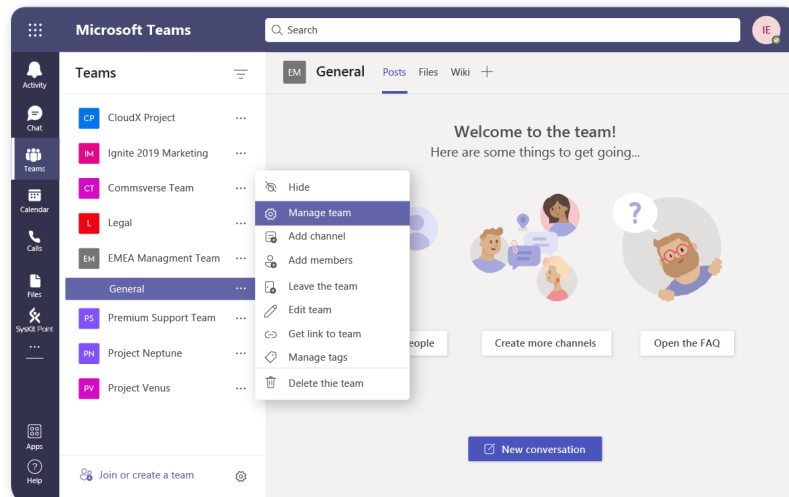 Microsoft Teams
Search
IE
Activity
Chat
Teams
Calendar
Calls
Files
SysKit Point
Apps
Help
Teams
CP CloudX Project
IM Ignite 2019 Marketing
CT Commsverse Team
L Legal
EM EMEA Managment Team
General
PS Premium Support Team
PN Project Neptune
PV Project Venus
Join or create a team
Hide
Manage team
Add channel
Add members
Leave the team
Edit team
Get link to team
Manage tags
Delete thie team
EM General Posts Files Wiki
Welcome to the team!
Here are some things to get going...
?
eople
Create more channels
Open the FAQ
New conversation